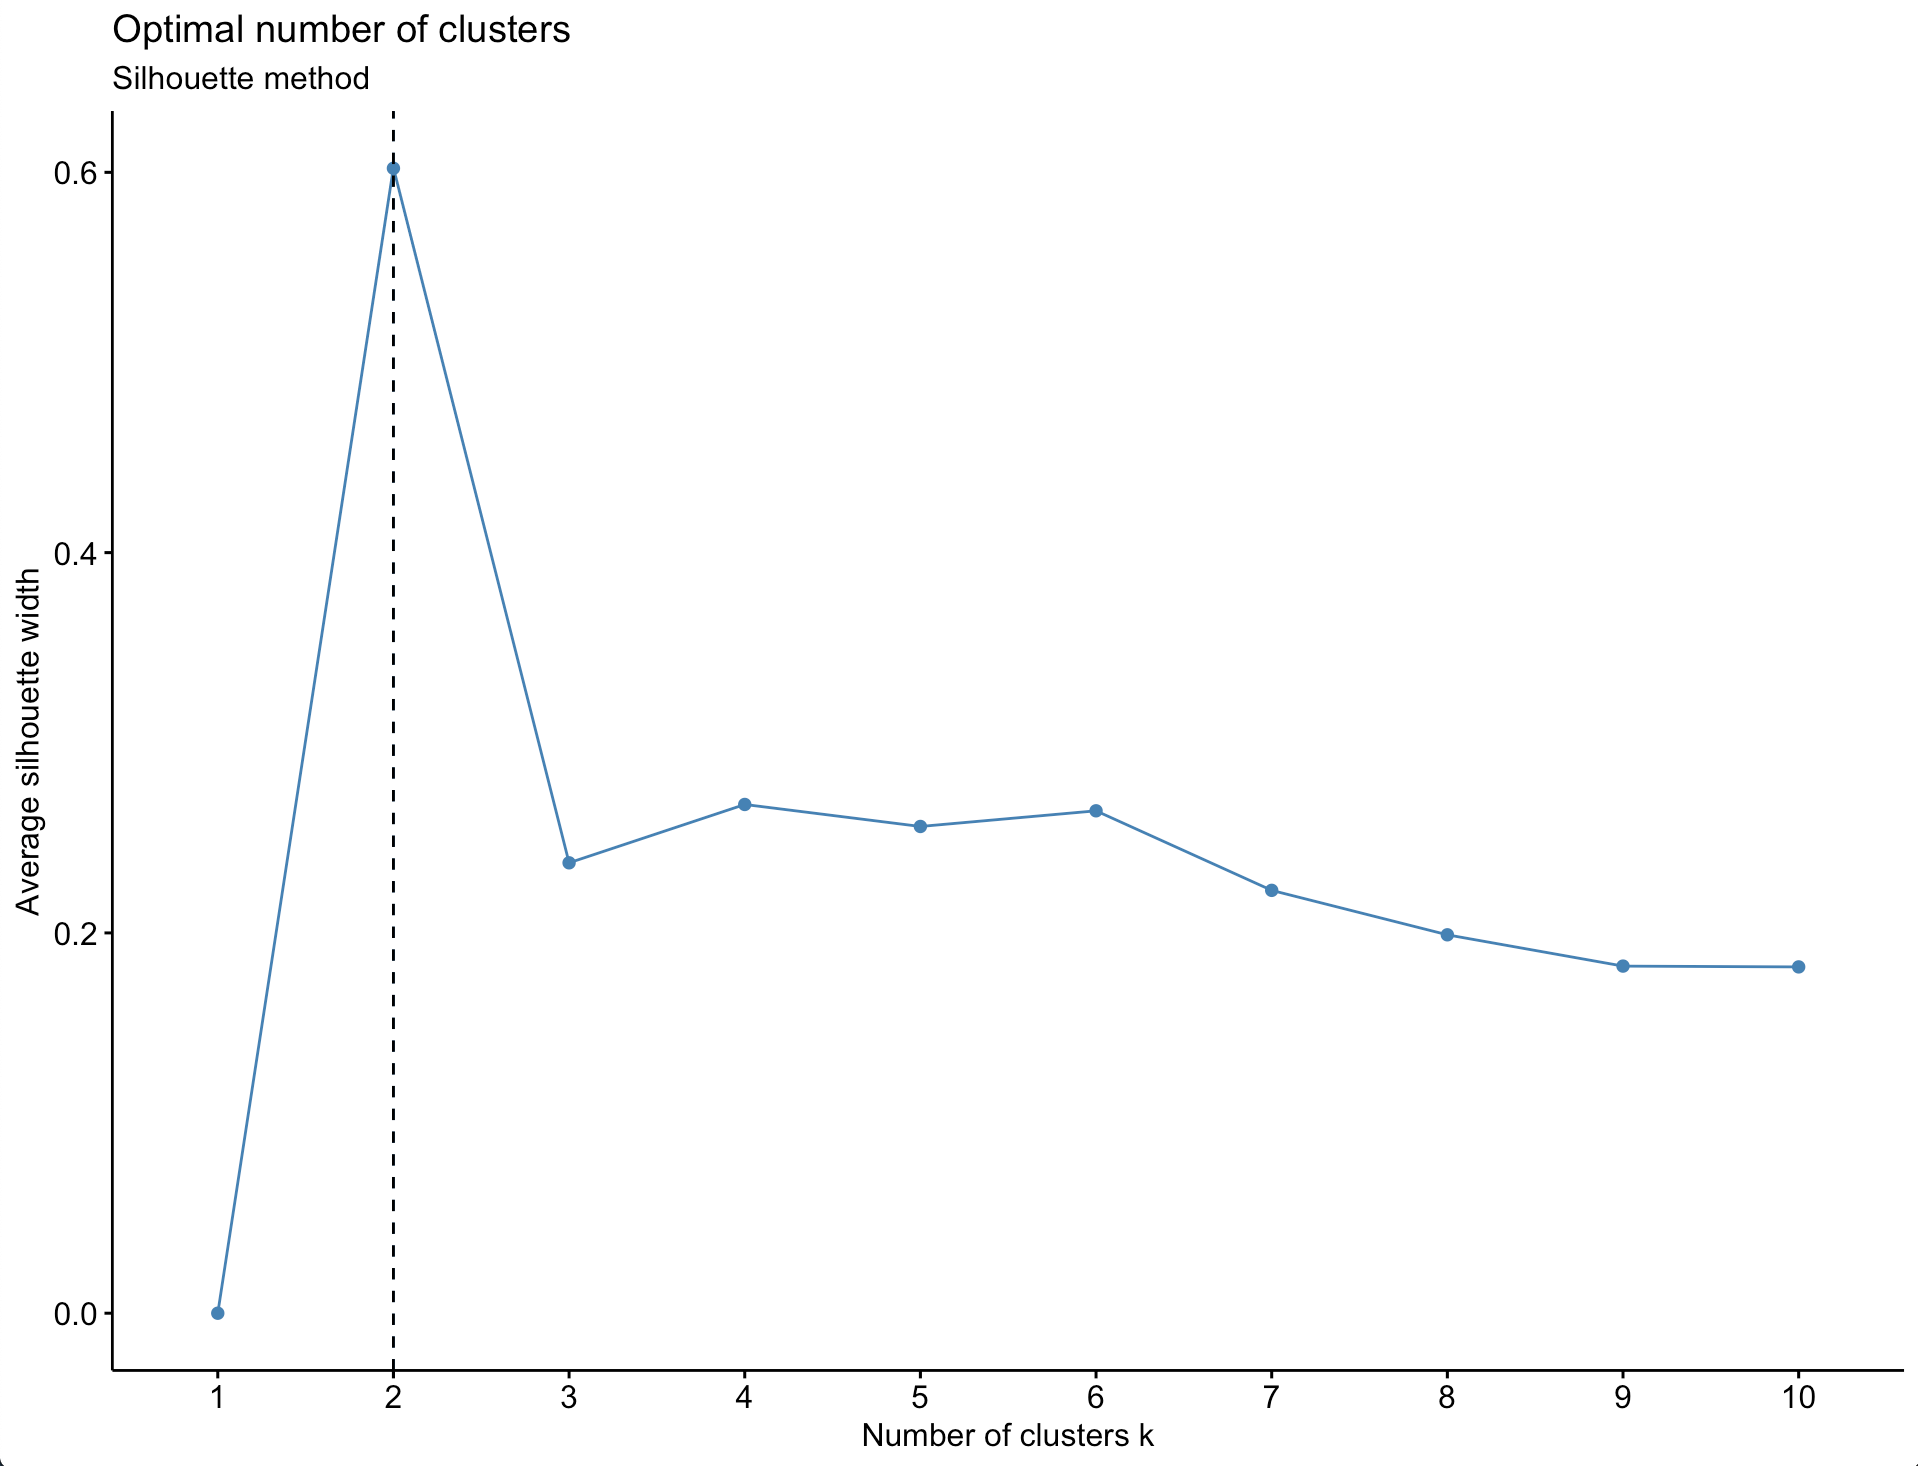 Optimal number of clusters
Silhouette method
Average silhouette width
0.6
0.4
0.2
0.0
1 2 3 4 5 6 7 8 9 10
Number of clusters k